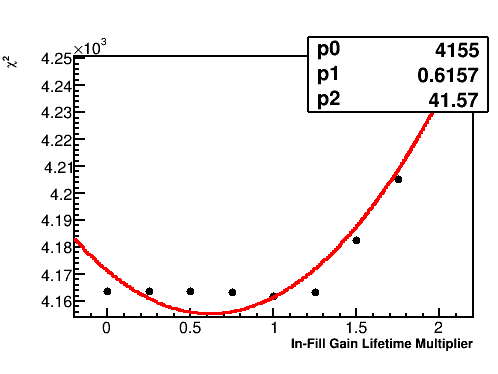 ×10³
χ²
4.25
4.24
4.23
4.22
4.21
4.2
4.19
4.18
4.17
4.16
p0 4155
p1 0.6157
p2 41.57
0 0.5 1 1.5 2
In-Fill Gain Lifetime Multiplier